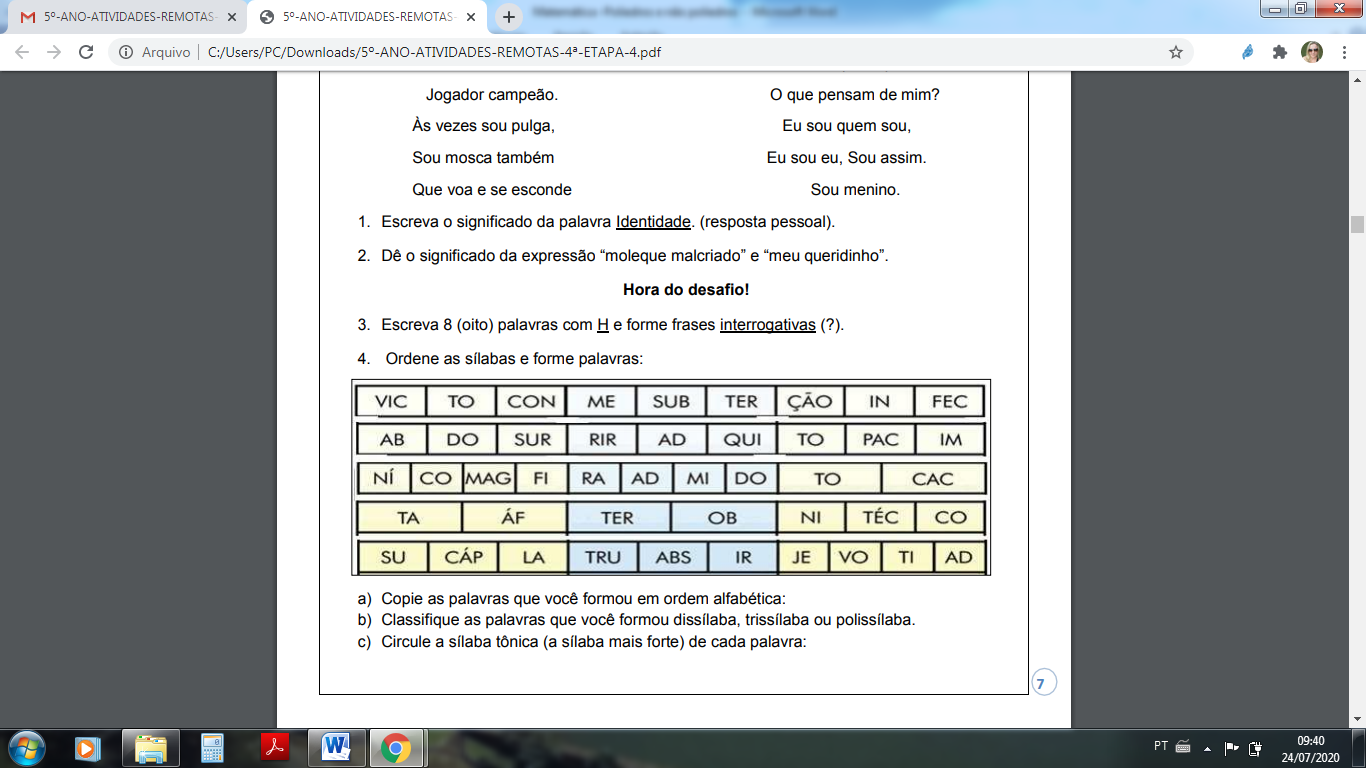 5º-ANO-ATIVIDADES-REMOTAS-
5º-ANO-ATIVIDADES-REMOTAS-
Microsoft Word
Arquivo | C:/Users/PC/Downloads/5º-ANO-ATIVIDADES-REMOTAS-4ª-ETAPA-4.pdf
Jogador campeão.
Às vezes sou pulga,
Sou mosca também
Que voa e se esconde
O que pensam de mim?
Eu sou quem sou,
Eu sou eu, Sou assim.
Sou menino.
1. Escreva o significado da palavra Identidade. (resposta pessoal).
2. Dê o significado da expressão “moleque malcriado” e “meu queridinho”.
Hora do desafio!
3. Escreva 8 (oito) palavras com H e forme frases interrogativas (?).
4. Ordene as sílabas e forme palavras:
VIC TO CON ME SUB TER ÇÃO IN FEC
AB DO SUR RIR AD QUI TO PAC IM
NÍ CO MAG FI RA AD MI DO TO CAC
TA ÁF TER OB NI TÉC CO
SU CÁP LA TRU ABS IR JE VO TI AD
a) Copie as palavras que você formou em ordem alfabética:
b) Classifique as palavras que você formou dissílaba, trissílaba ou polissílaba.
c) Circule a sílaba tônica (a sílaba mais forte) de cada palavra:
7
PT
09:40
24/07/2020